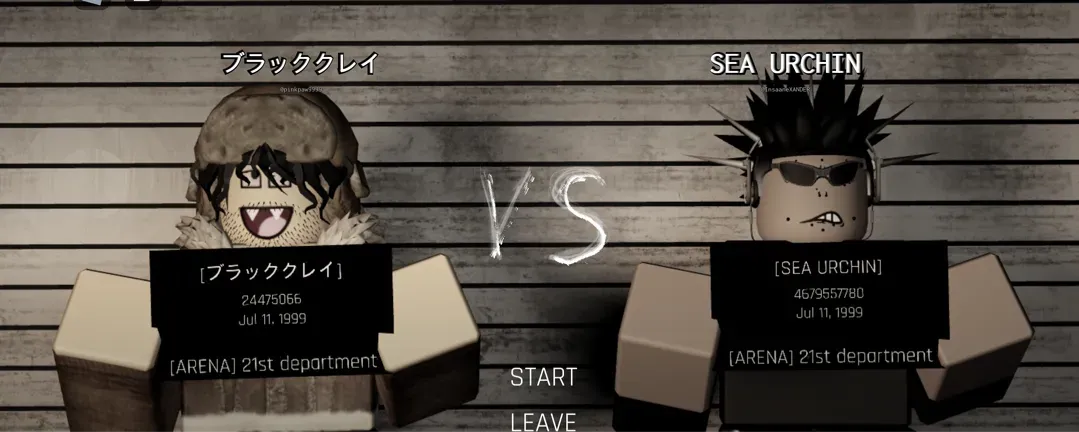 ブラッククレイ
SEA URCHIN
VS
[ブラッククレイ]
24475066
Jul 11, 1999
[ARENA] 21st department
[SEA URCHIN]
4679557780
Jul 11, 1999
[ARENA] 21st department
START
LEAVE